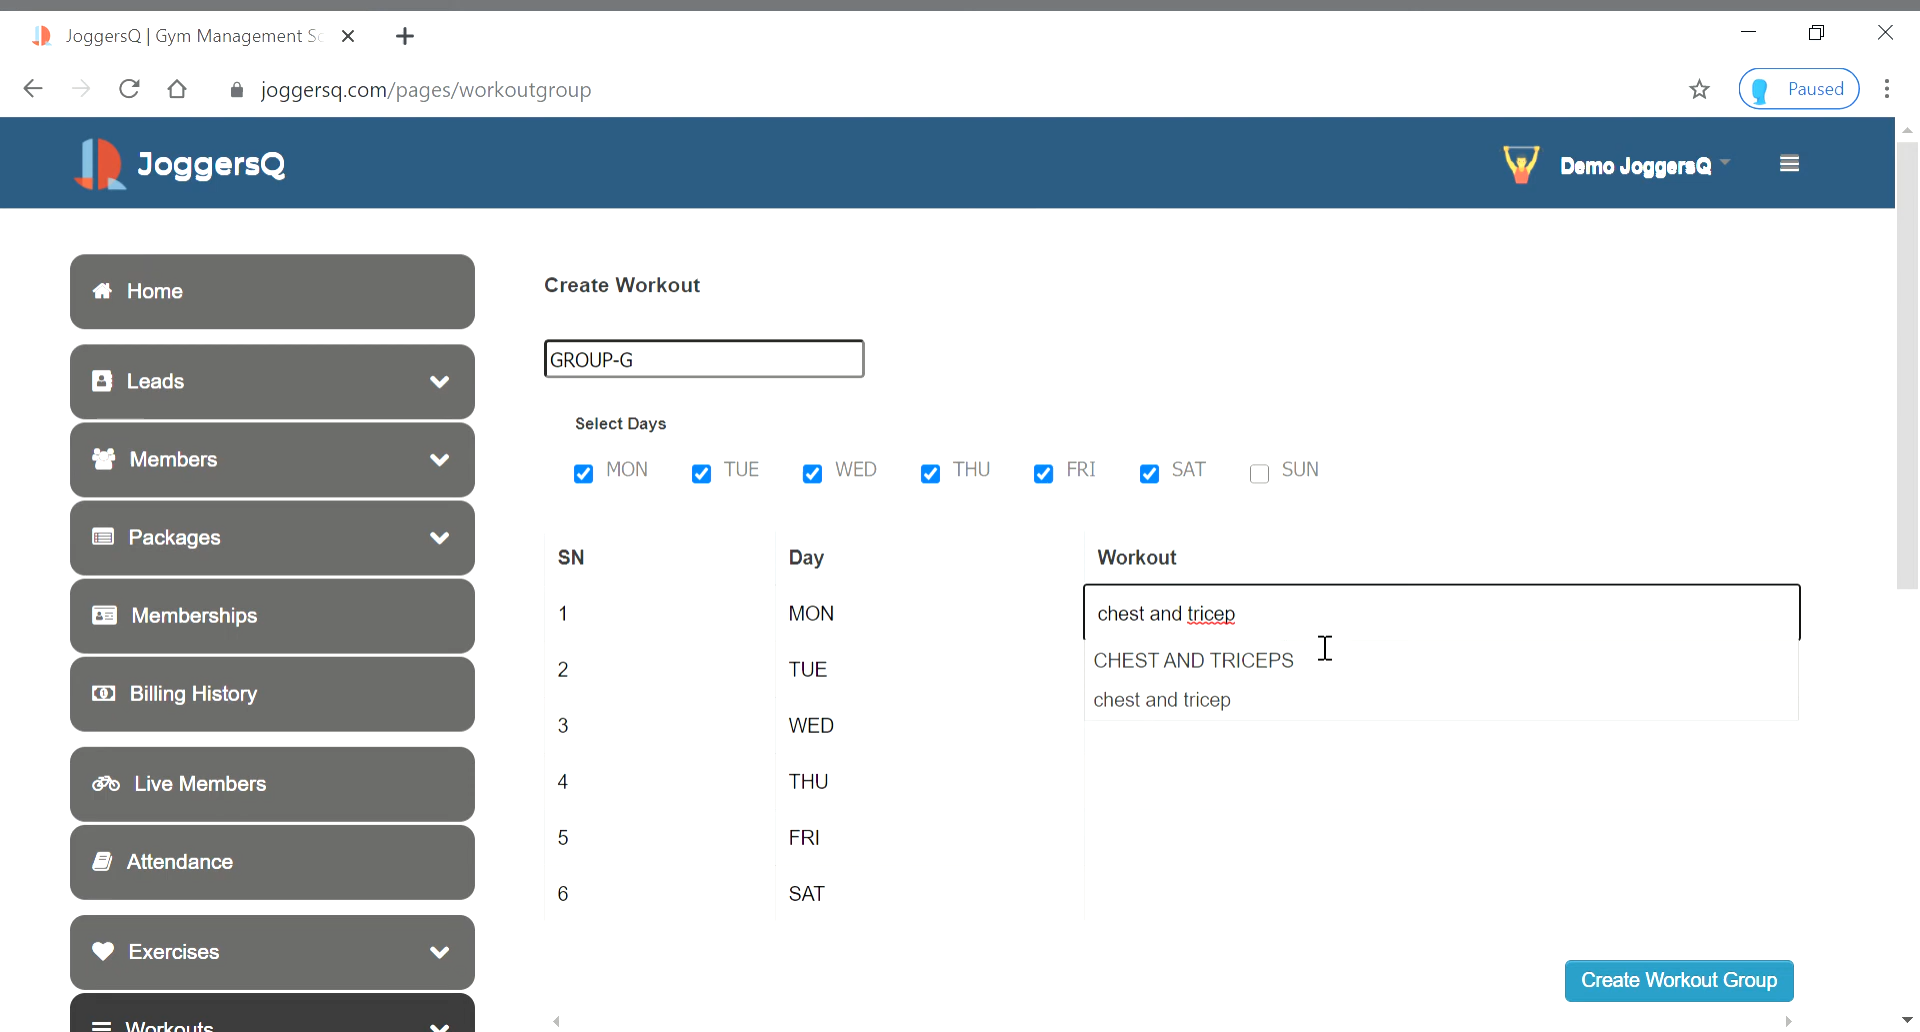 JoggersQ | Gym Management So
joggersq.com/pages/workoutgroup
Paused
JoggersQ
Demo JoggersQ
Home
Leads
Members
Packages
Memberships
Billing History
Live Members
Attendance
Exercises
Workouts
Create Workout
GROUP-G
Select Days
MON TUE WED THU FRI SAT SUN
SN Day Workout
1 MON chest and tricep
CHEST AND TRICEPS
2 TUE
chest and tricep
3 WED
4 THU
5 FRI
6 SAT
Create Workout Group